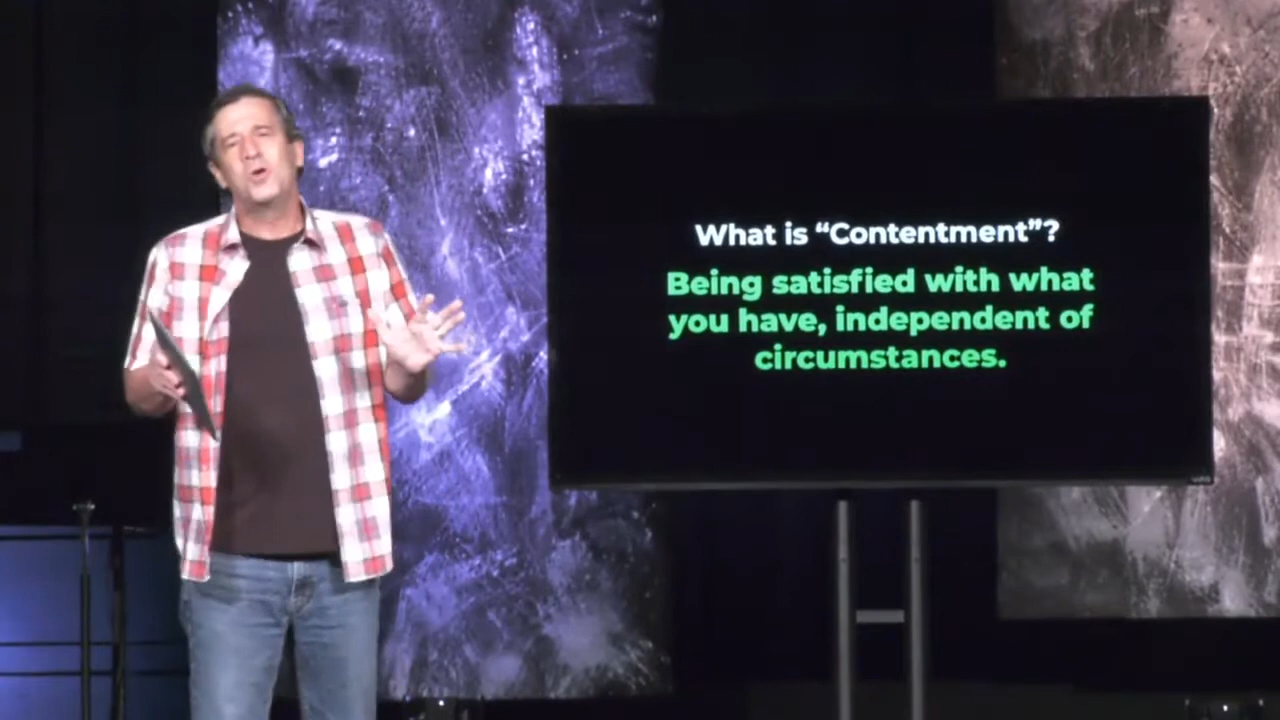 What is “Contentment”?
Being satisfied with what
you have, independent of
circumstances.